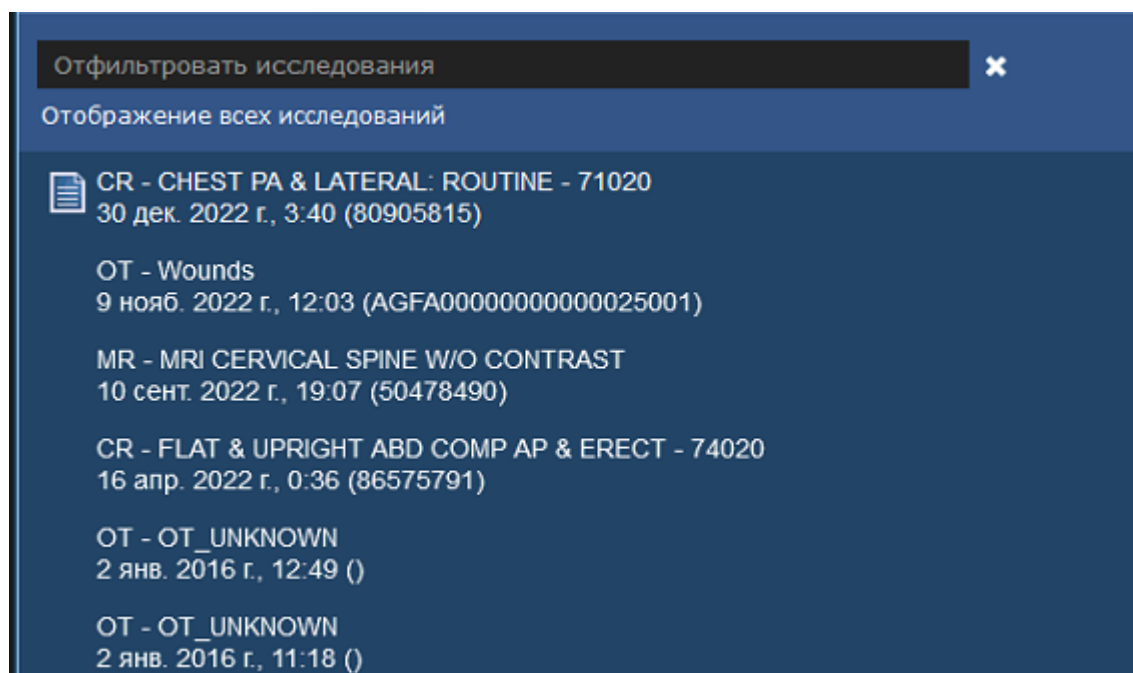 Отфильтровать исследования
Отображение всех исследований
CR - CHEST PA & LATERAL: ROUTINE - 71020
30 дек. 2022 г., 3:40 (80905815)
OT - Wounds
9 нояб. 2022 г., 12:03 (AGFA00000000000025001)
MR - MRI CERVICAL SPINE W/O CONTRAST
10 сент. 2022 г., 19:07 (50478490)
CR - FLAT & UPRIGHT ABD COMP AP & ERECT - 74020
16 апр. 2022 г., 0:36 (86575791)
OT - OT_UNKNOWN
2 янв. 2016 г., 12:49 ()
OT - OT_UNKNOWN
2 янв. 2016 г., 11:18 ()